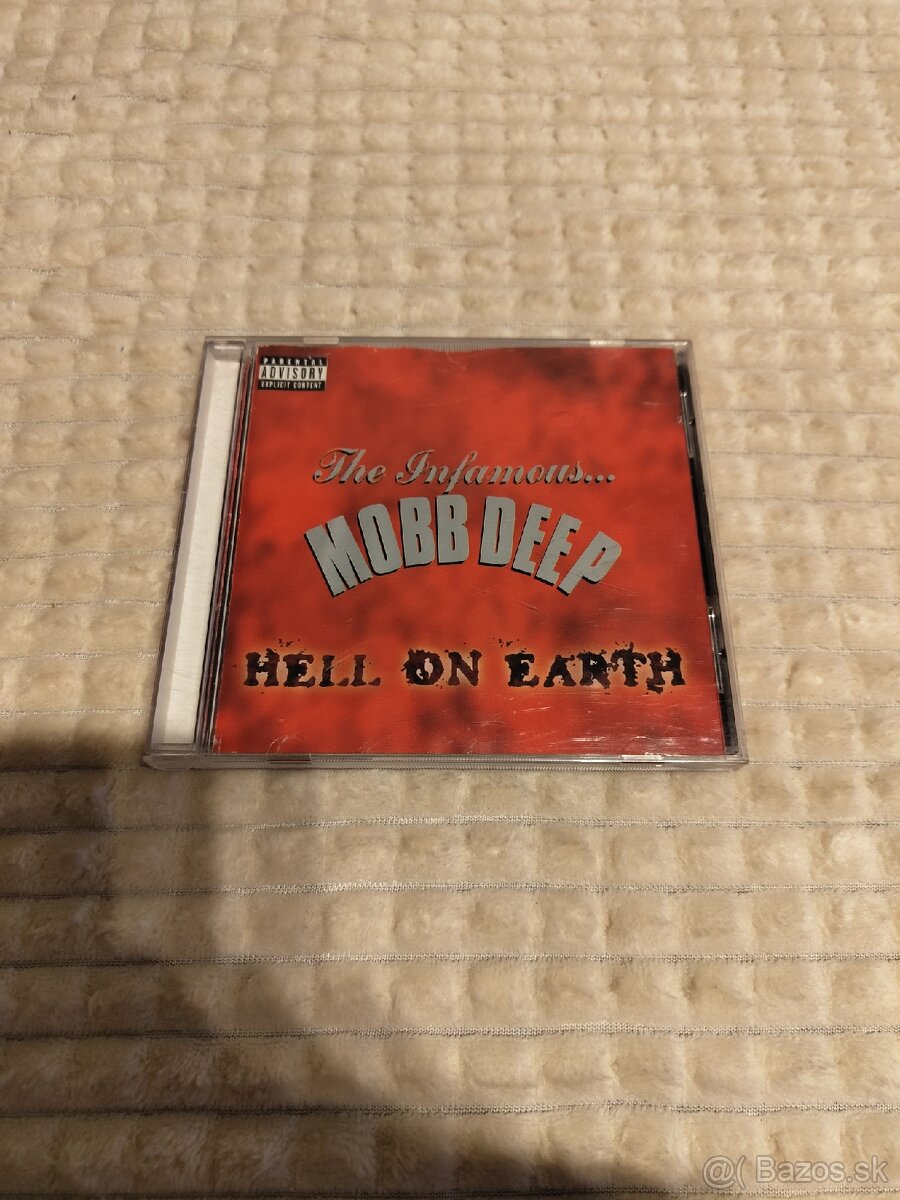 PARENTAL
ADVISORY
EXPLICIT CONTENT
The Infamous...
MOBB DEEP
HELL ON EARTH
@( Bazos.sk